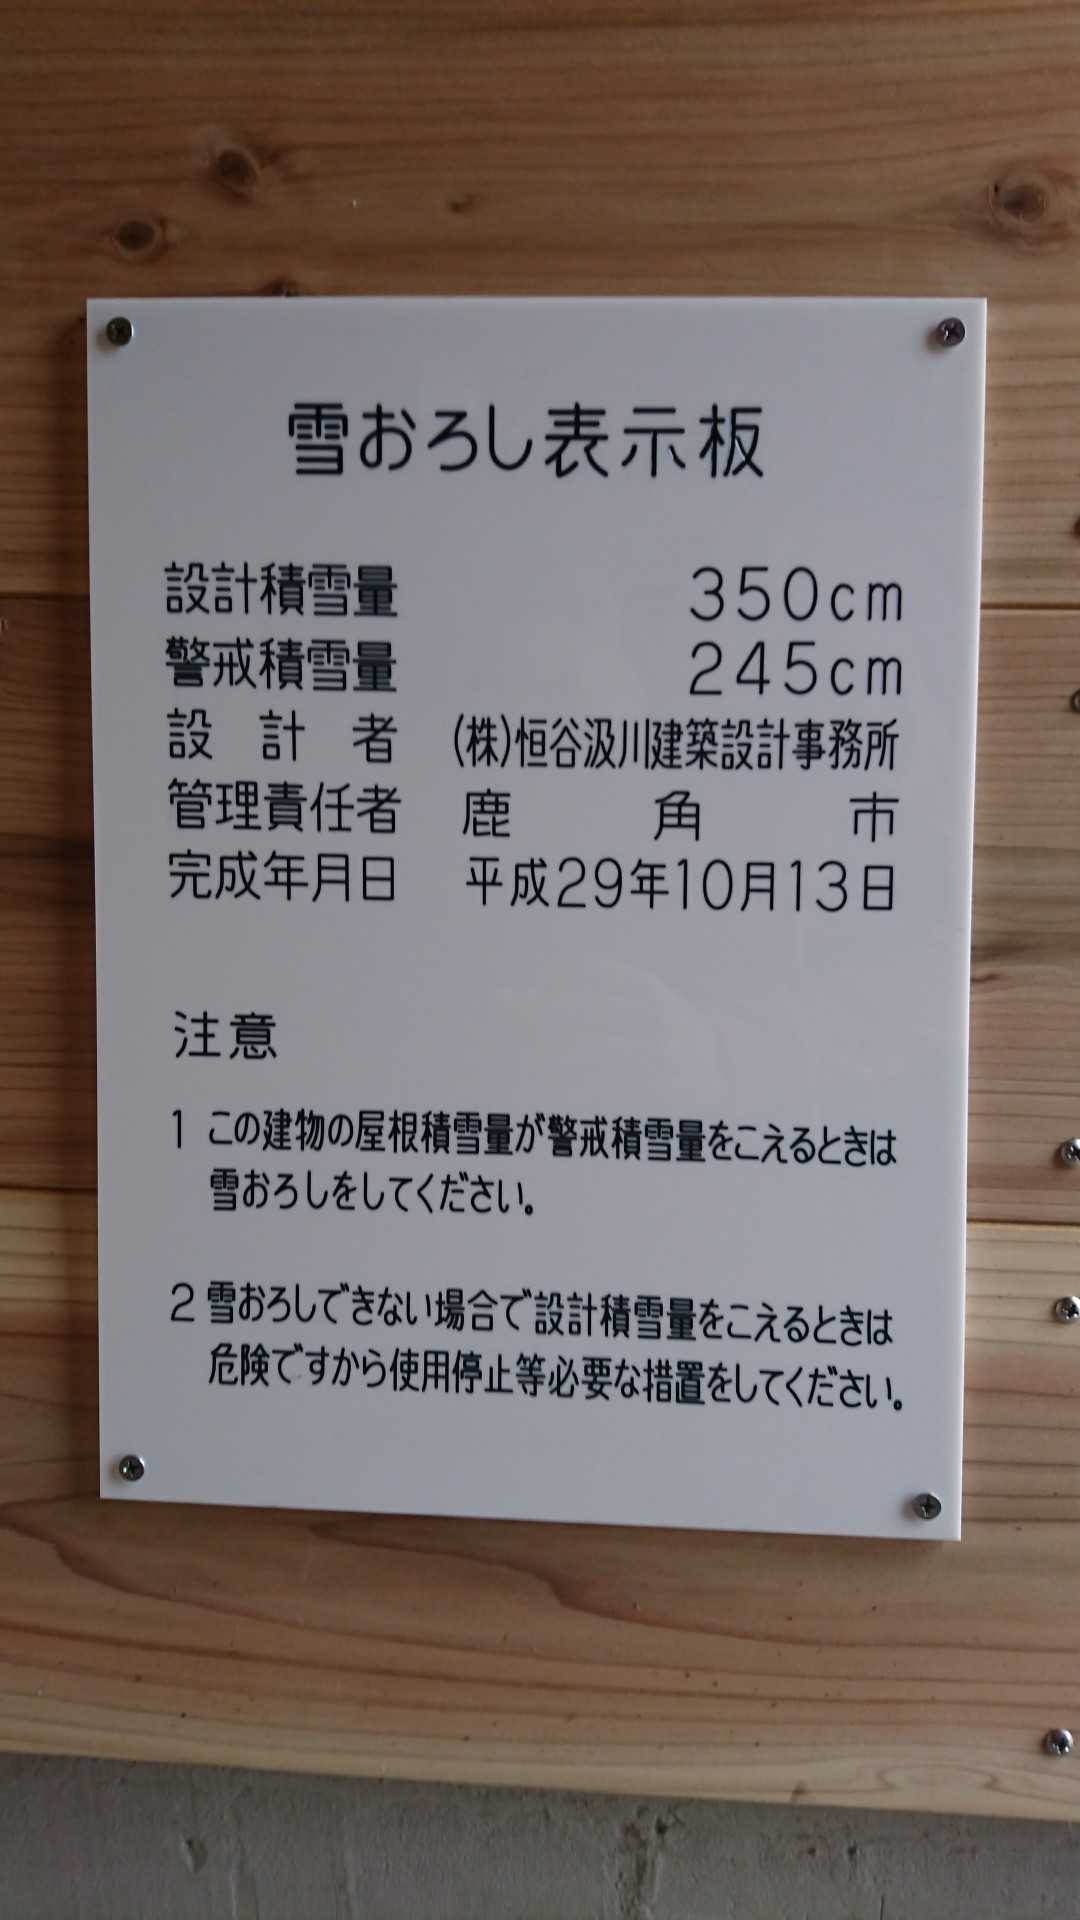 雪おろし表示板
設計積雪量 350cm
警戒積雪量 245cm
設計者 (株)恒谷汲川建築設計事務所
管理責任者 鹿角市
完成年月日 平成29年10月13日
注意
1 この建物の屋根積雪量が警戒積雪量をこえるときは
雪おろしをしてください。
2 雪おろしできない場合で設計積雪量をこえるときは
危険ですから使用停止等必要な措置をしてください。